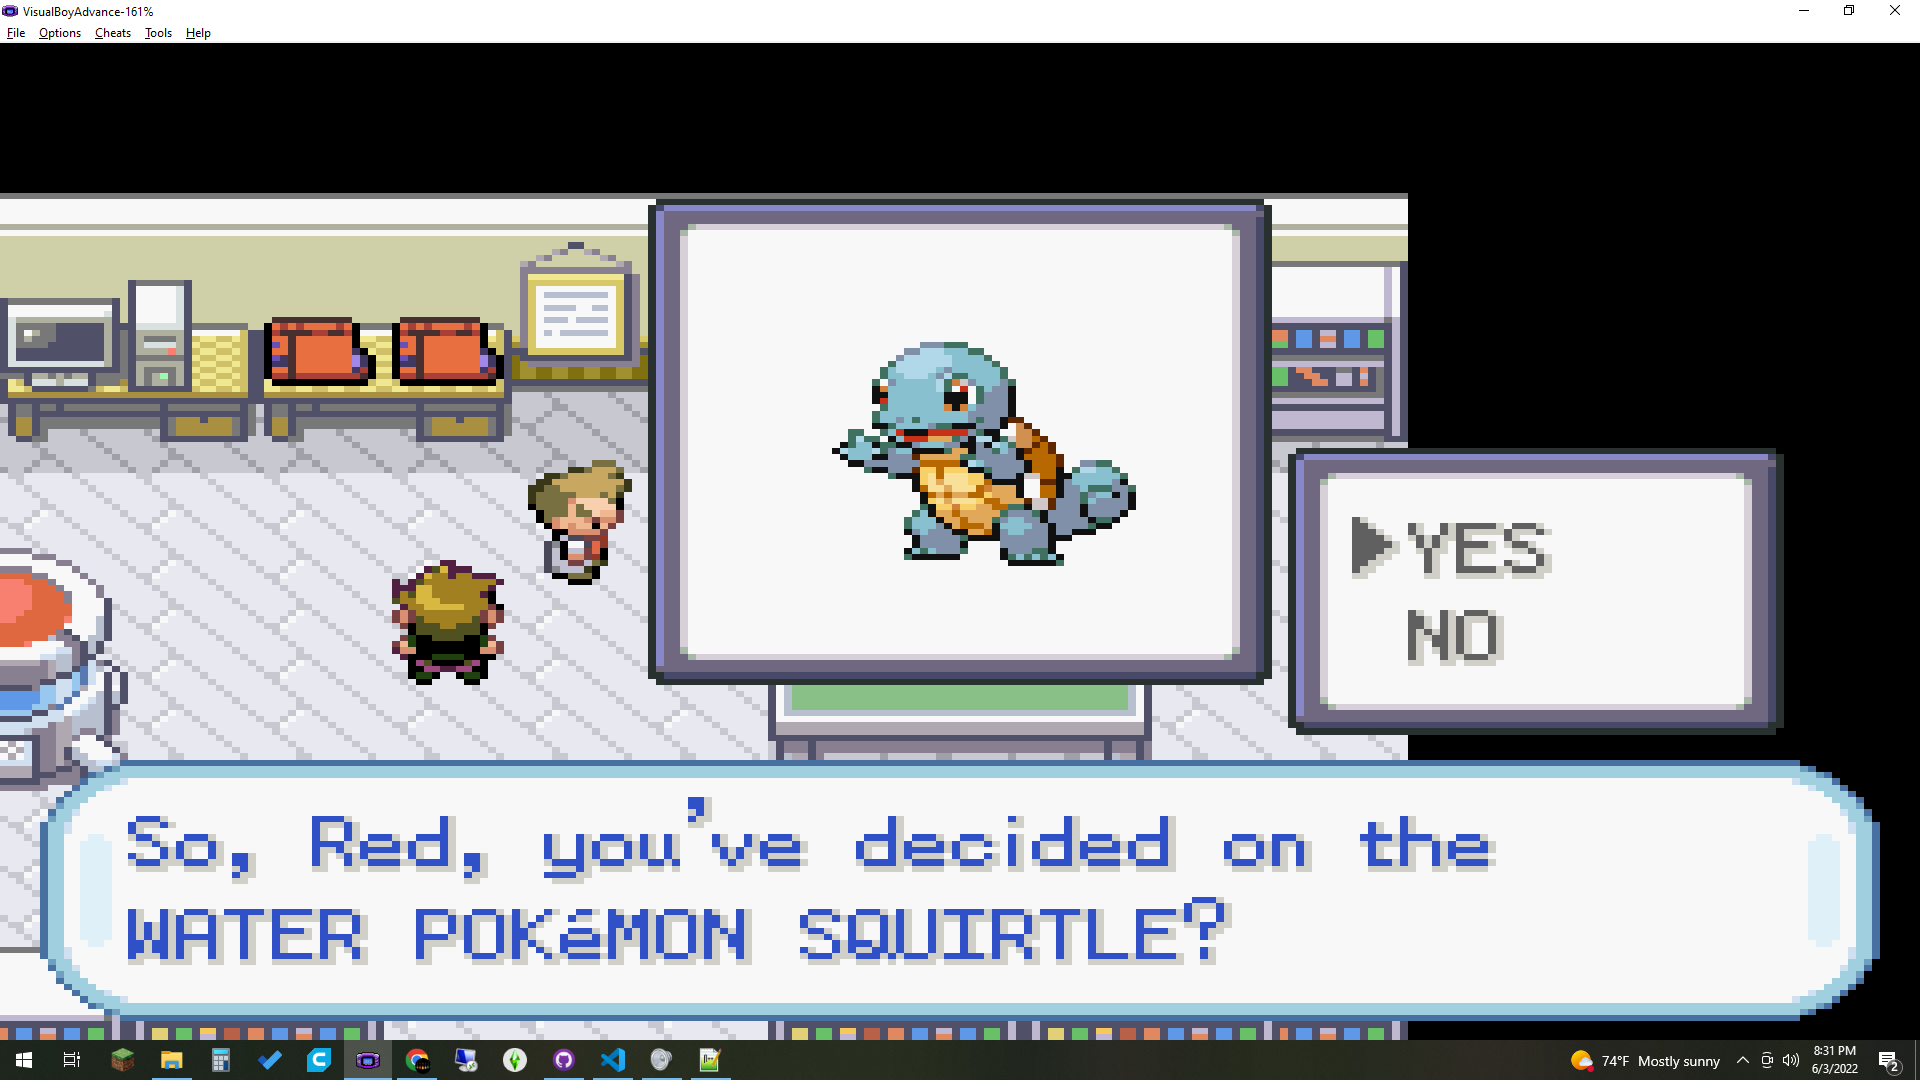 VisualBoyAdvance-161%
File Options Cheats Tools Help
YES
NO
So, Red, you've decided on the
WATER POKéMON SQUIRTLE?
74°F Mostly sunny
8:31 PM
6/3/2022
2